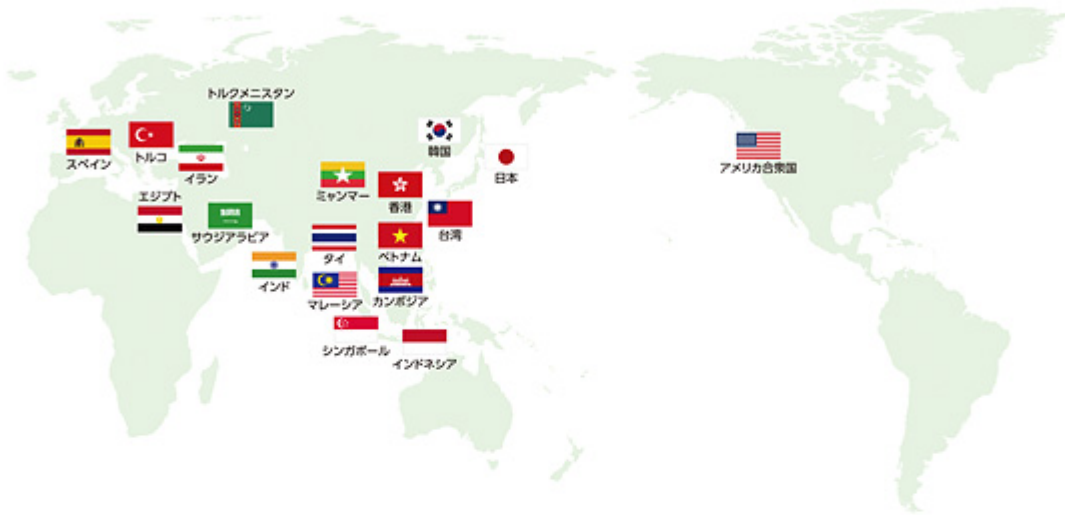 トルクメニスタン
スペイン
トルコ
イラン
韓国
日本
アメリカ合衆国
エジプト
サウジアラビア
ミャンマー
香港
台湾
インド
タイ
ベトナム
マレーシア
カンボジア
シンガポール
インドネシア